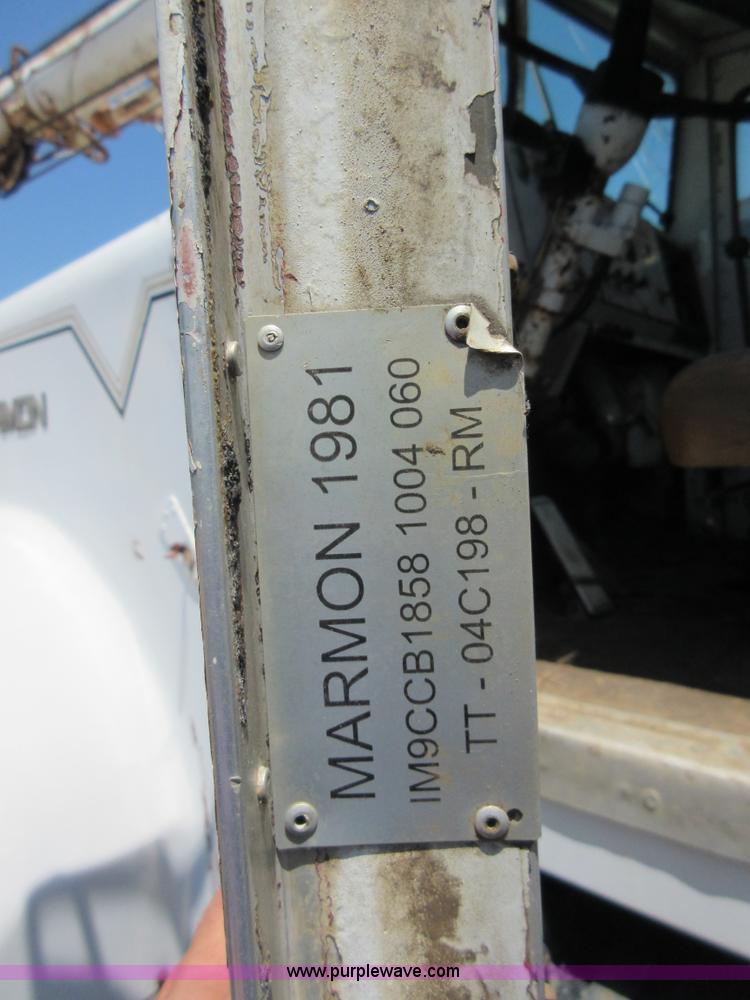 MARMON 1981
IM9CCB1858 1004 060
TT - 04C198 - RM
www.purplewave.com